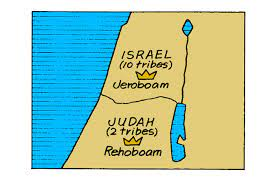 ISRAEL
(10 tribes)
Jeroboam
JUDAH
(2 tribes)
Rehoboam